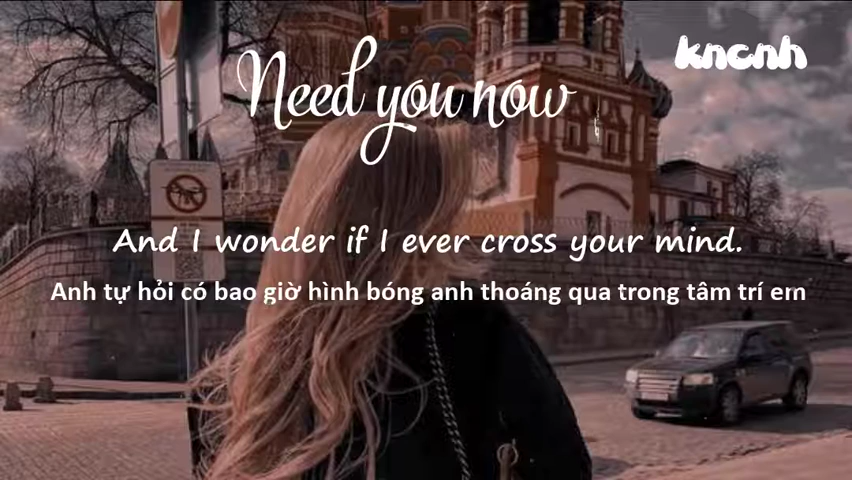 Need you now
kncnh
And I wonder if I ever cross your mind.
Anh tự hỏi có bao giờ hình bóng anh thoáng qua trong tâm trí em